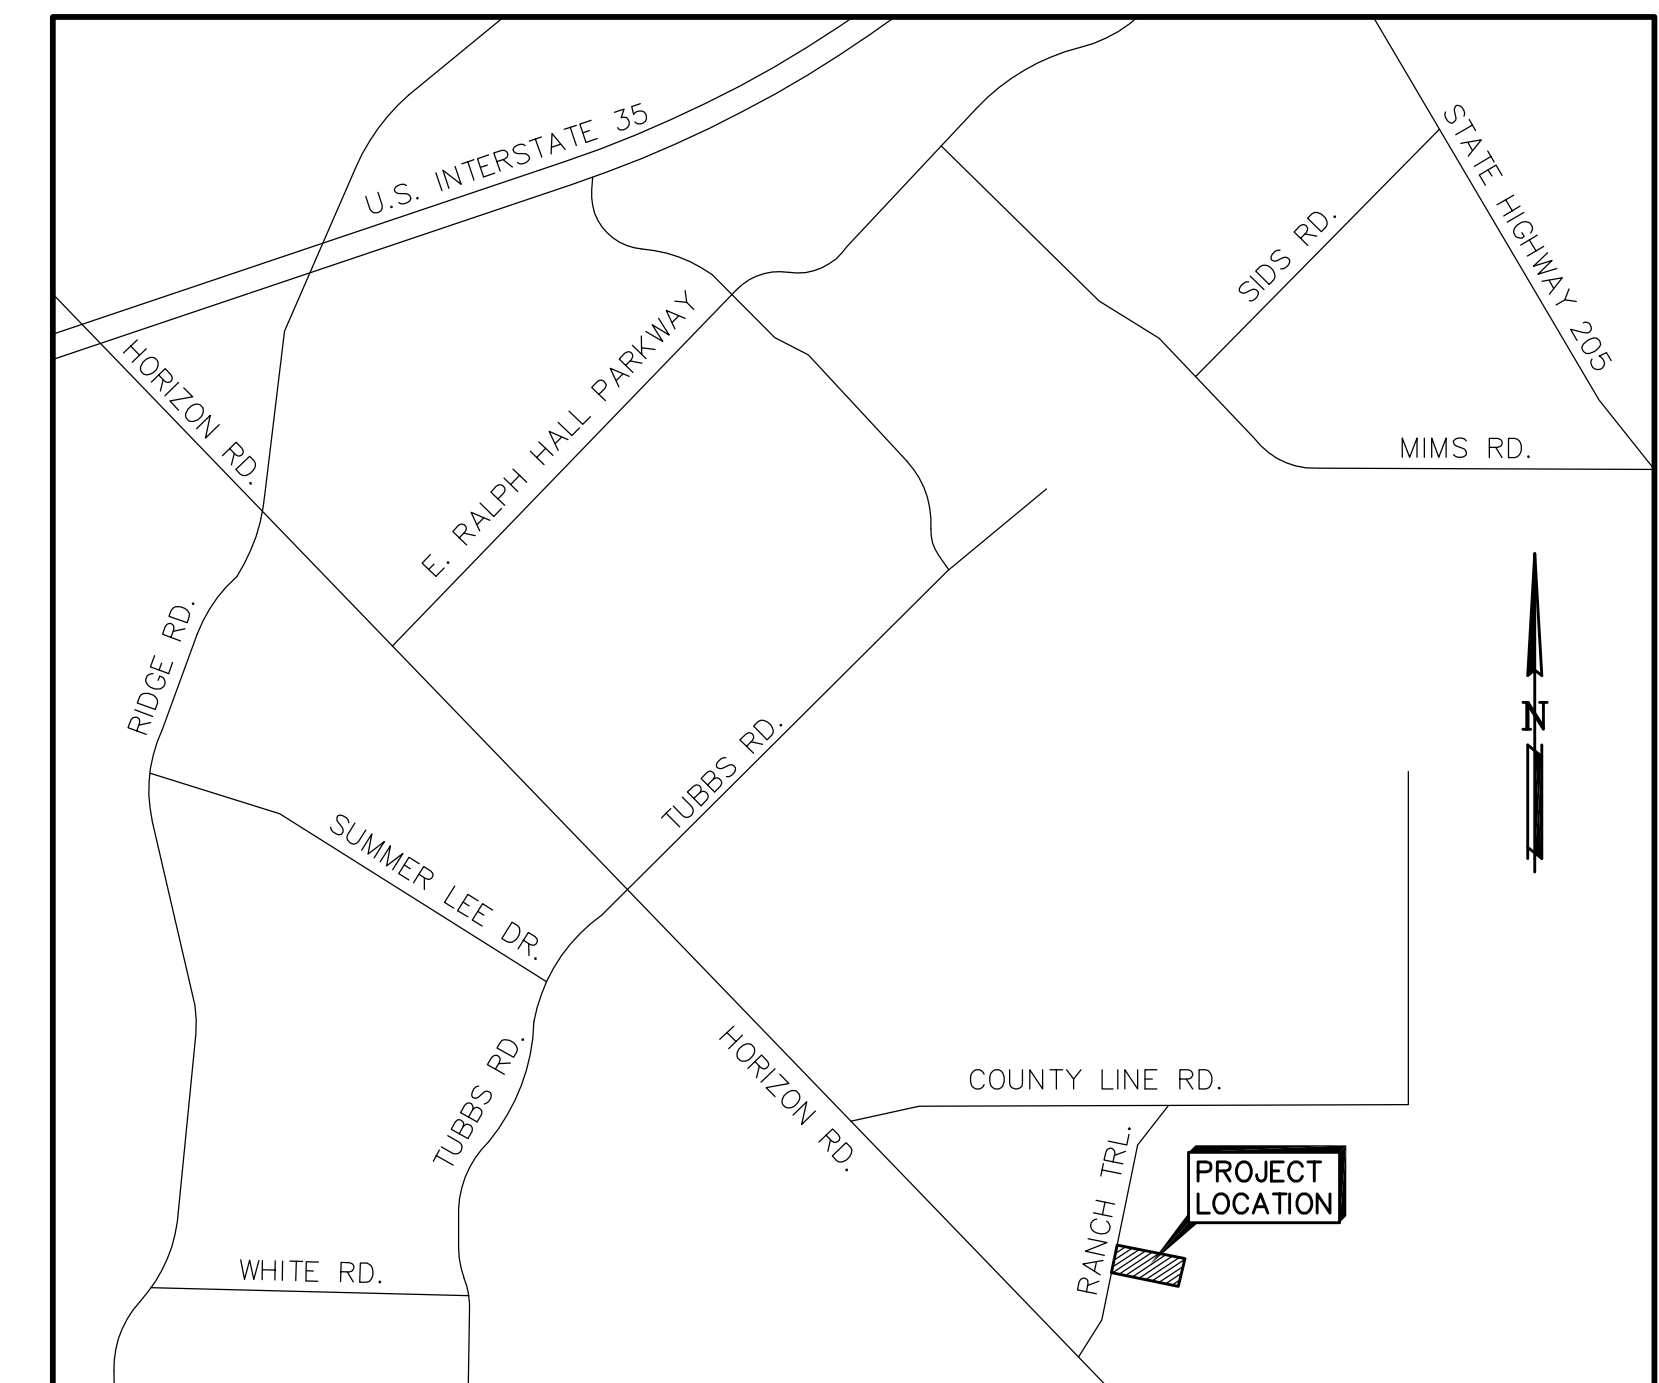 U.S. INTERSTATE 35
STATE HIGHWAY 205
SIDS RD.
HORIZON RD.
E. RALPH HALL PARKWAY
MIMS RD.
RIDGE RD.
N
TUBBS RD.
SUMMER LEE DR.
HORIZON RD.
TUBBS RD.
COUNTY LINE RD.
RANCH TRL.
PROJECT
LOCATION
WHITE RD.